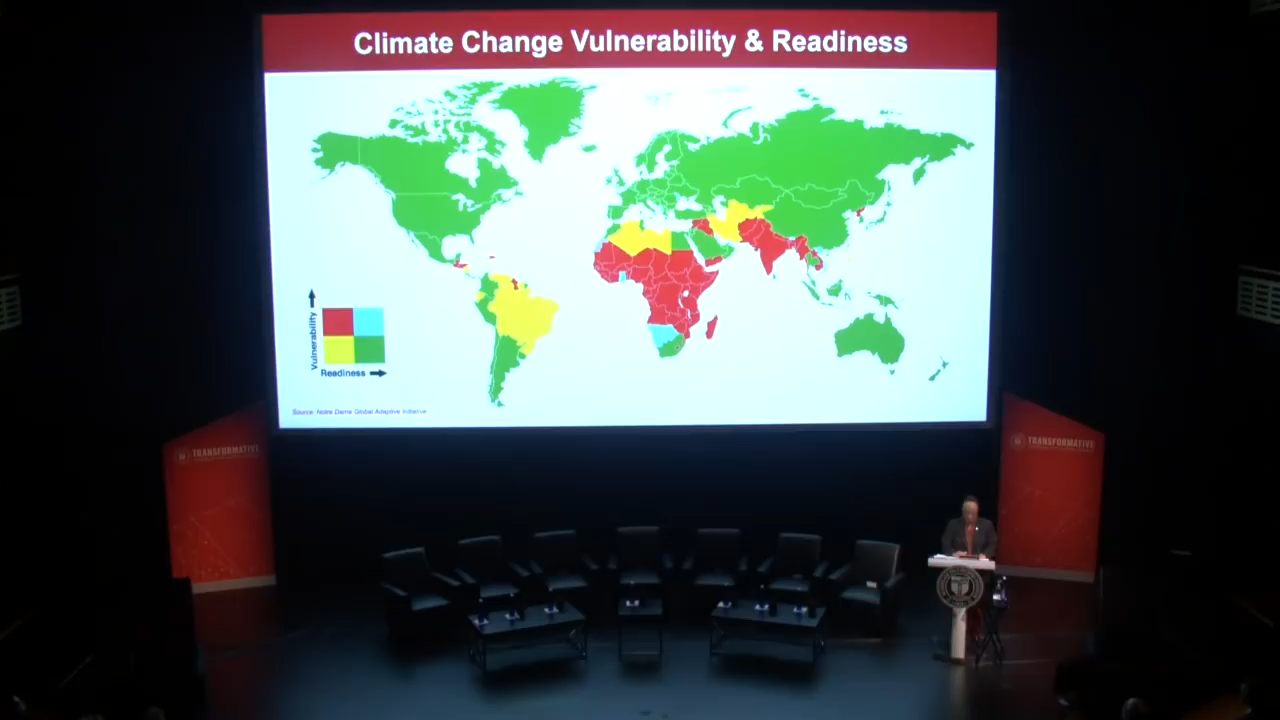 Climate Change Vulnerability & Readiness
Vulnerability
Readiness
Source: Notre Dame Global Adaptive Initiative
TRANSFORMATIVE
TRANSFORMATIVE